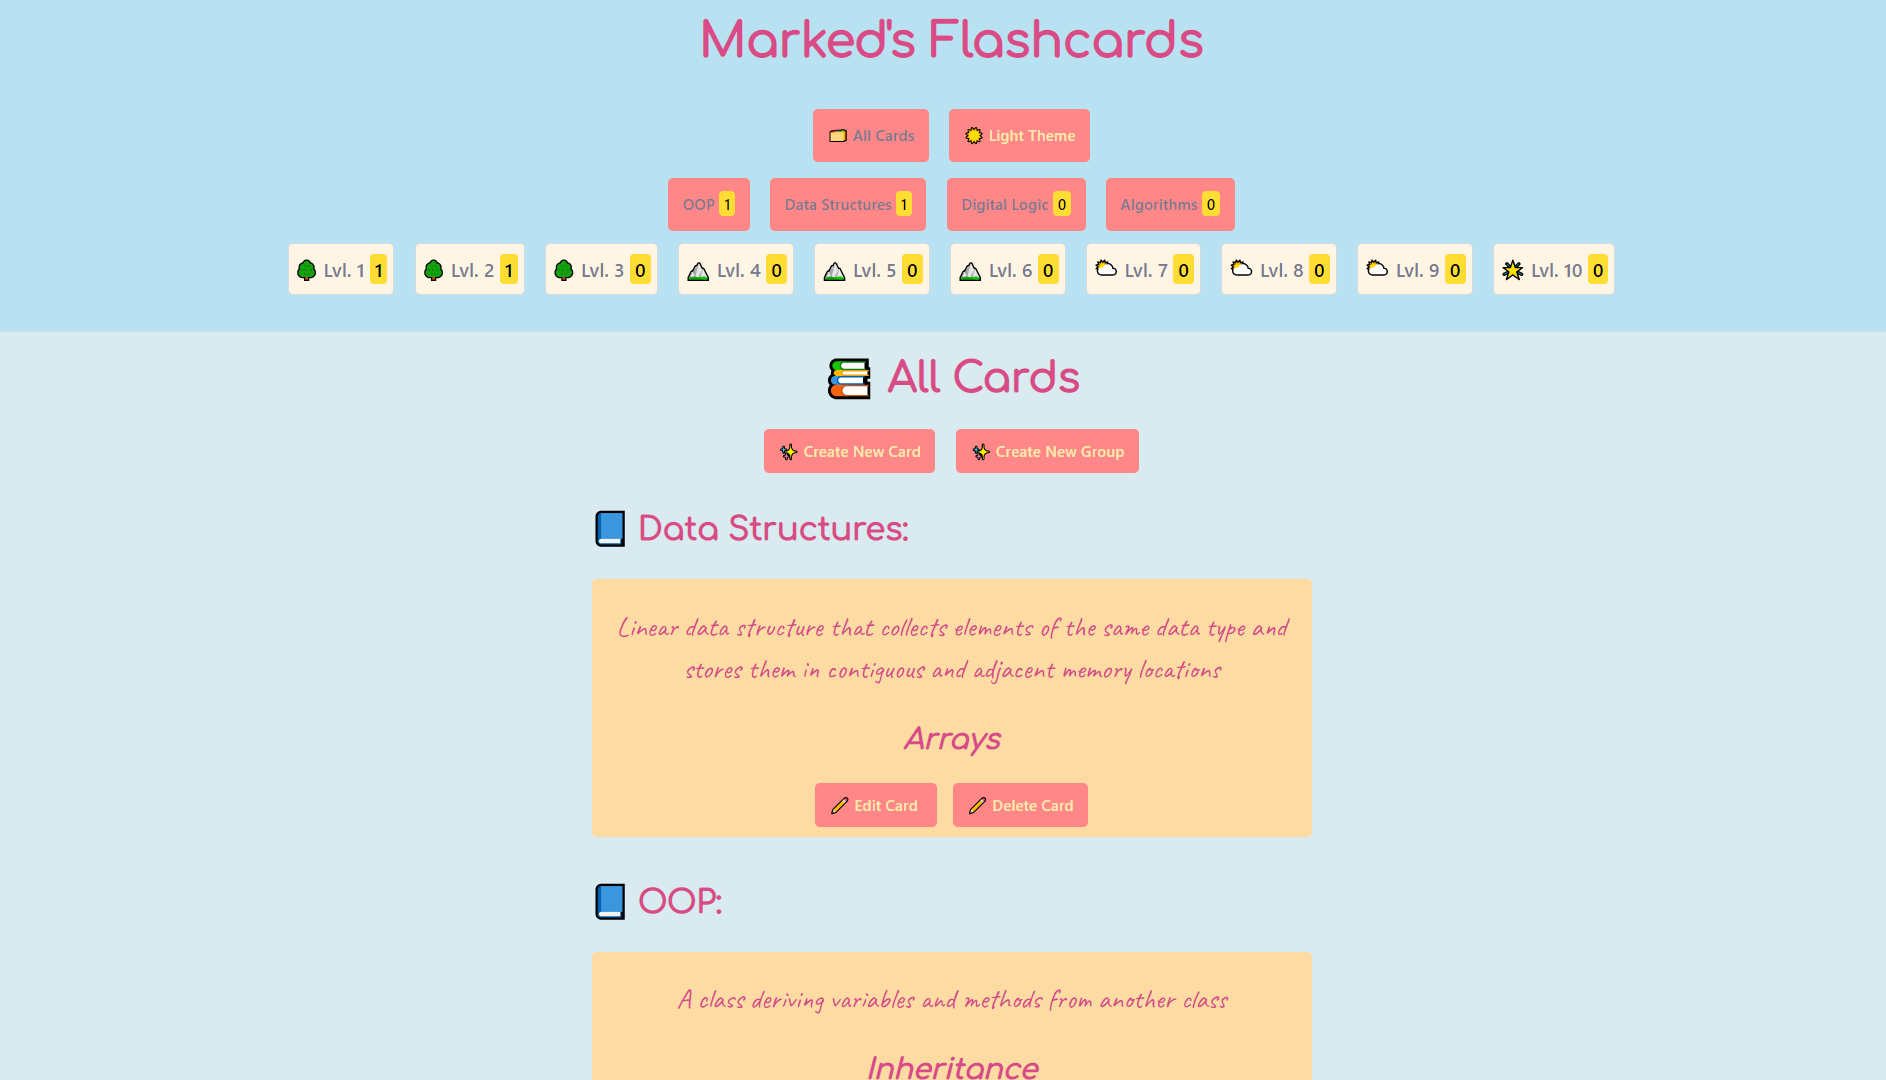 Marked's Flashcards
All Cards Light Theme
OOP 1 Data Structures 1 Digital Logic 0 Algorithms 0
Lvl. 1 1 Lvl. 2 1 Lvl. 3 0 Lvl. 4 0 Lvl. 5 0 Lvl. 6 0 Lvl. 7 0 Lvl. 8 0 Lvl. 9 0 Lvl. 10 0
All Cards
Create New Card Create New Group
Data Structures:
Linear data structure that collects elements of the same data type and
stores them in contiguous and adjacent memory locations
Arrays
Edit Card Delete Card
OOP:
A class deriving variables and methods from another class
Inheritance